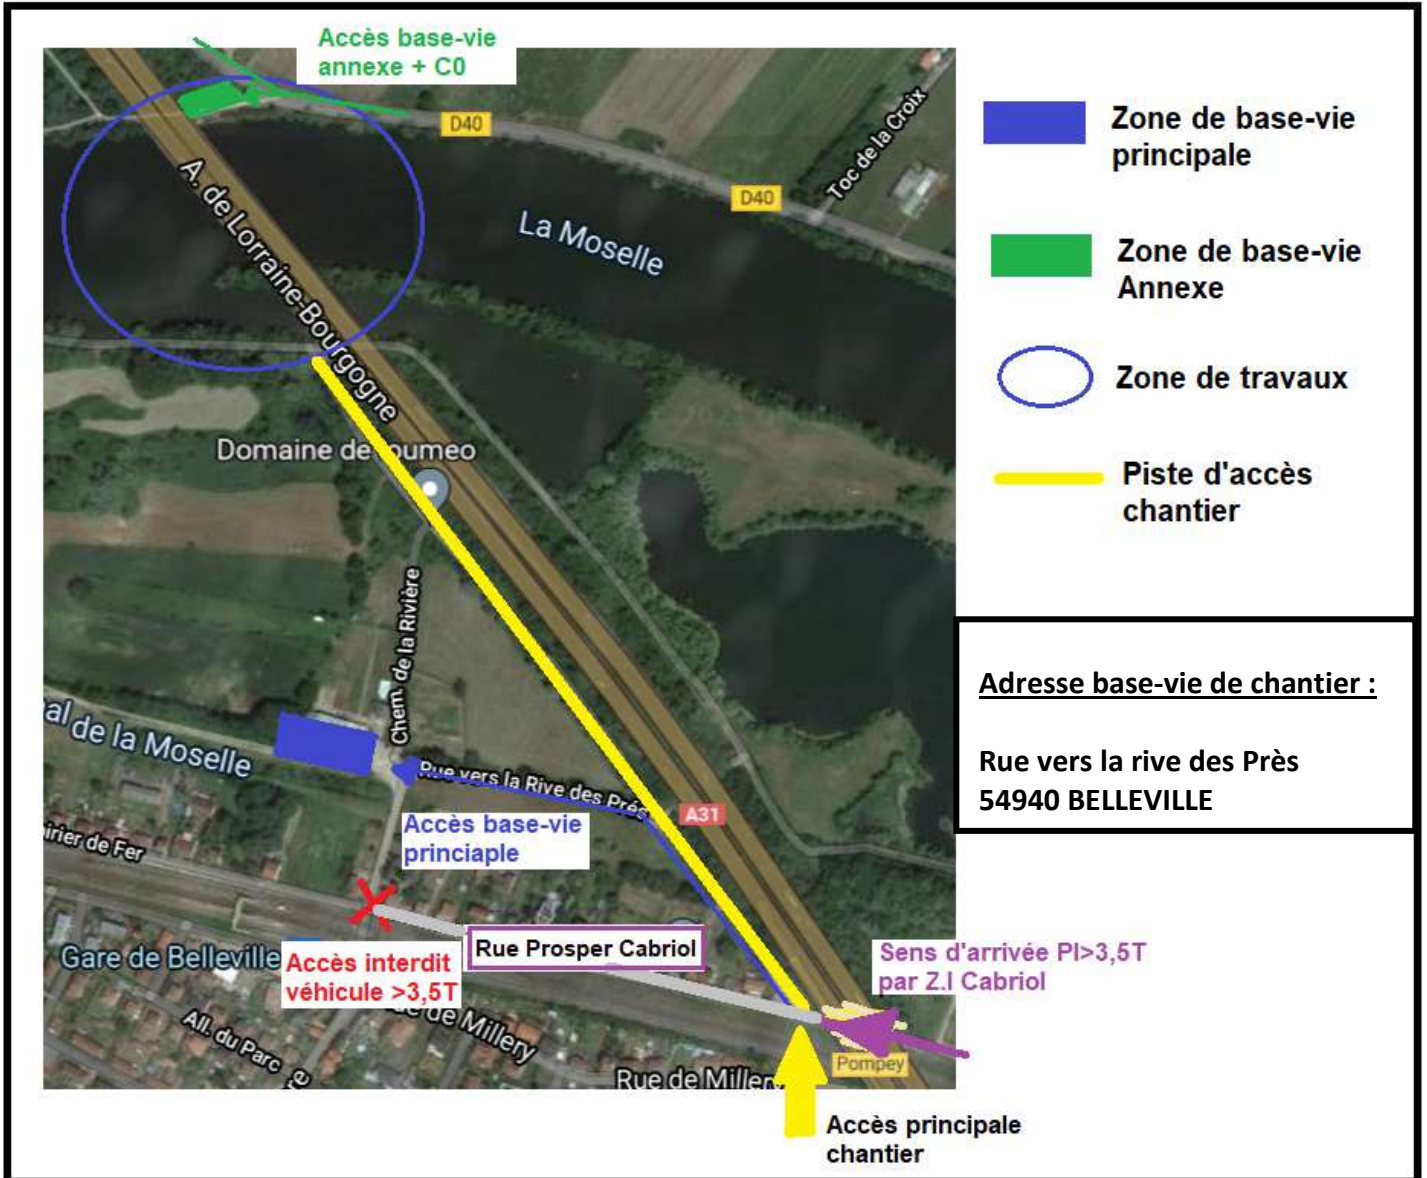 Accès base-vie
annexe + C0
D40
D40
Toc de la Croix
A. de Lorraine-Bourgogne
La Moselle
Domaine de
Chem. de la Rivière
de la Moselle
Rue vers la Rive des Prés
A31
Accès base-vie
princiaple
de Fer
Gare de Belleville
Accès interdit
véhicule >3,5T
Rue Prosper Cabriol
Sens d'arrivée Pl>3,5T
par Z.I Cabriol
All. du Parc
de Millery
Rue de Millery
Pompey
Accès principale
chantier
Zone de base-vie
principale
Zone de base-vie
Annexe
Zone de travaux
Piste d'accès
chantier
Adresse base-vie de chantier :
Rue vers la rive des Près
54940 BELLEVILLE